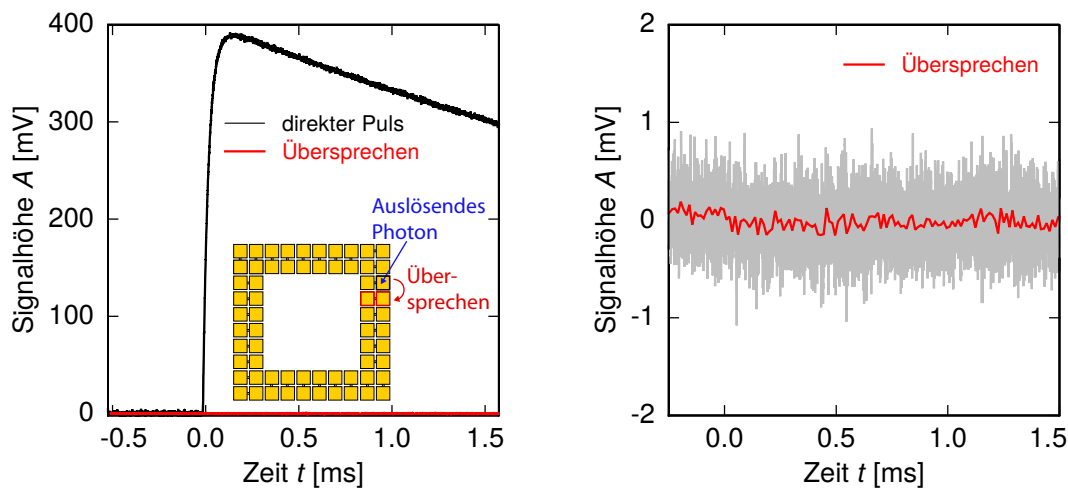 400
300
200
100
0
Signalhöhe A [mV]
direkter Puls
Übersprechen
Auslösendes
Photon
Über-
sprechen
-0.5
0.0
0.5
1.0
1.5
Zeit t [ms]
2
1
0
-1
-2
Signalhöhe A [mV]
Übersprechen
0.0
0.5
1.0
1.5
Zeit t [ms]